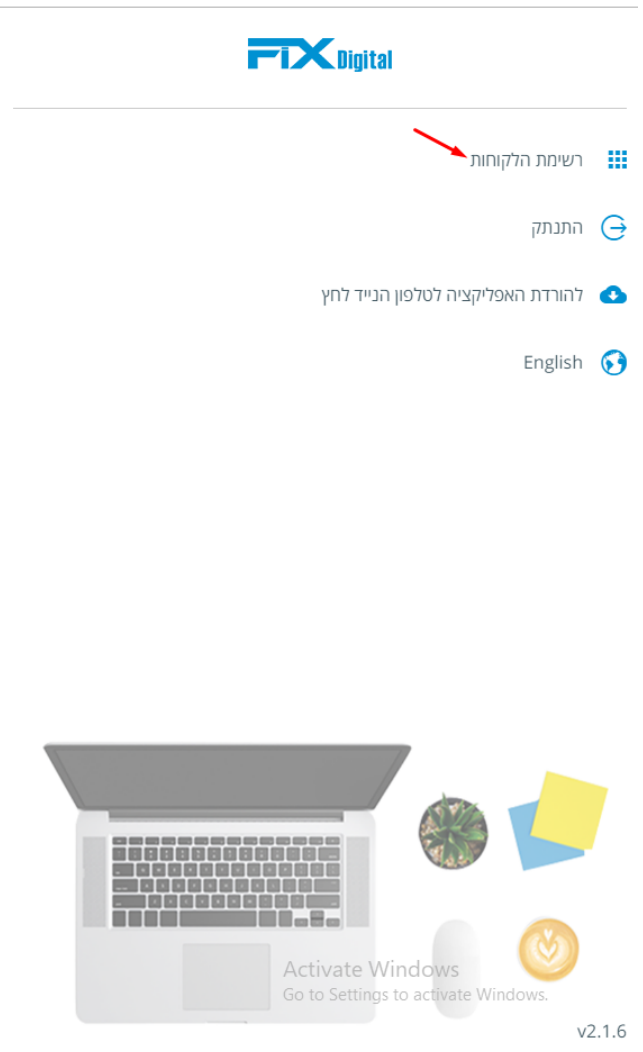 FIX Digital
רשימת הלקוחות
התנתק
להורדת האפליקציה לטלפון הנייד לחץ
English
Activate Windows
Go to Settings to activate Windows.
v2.1.6